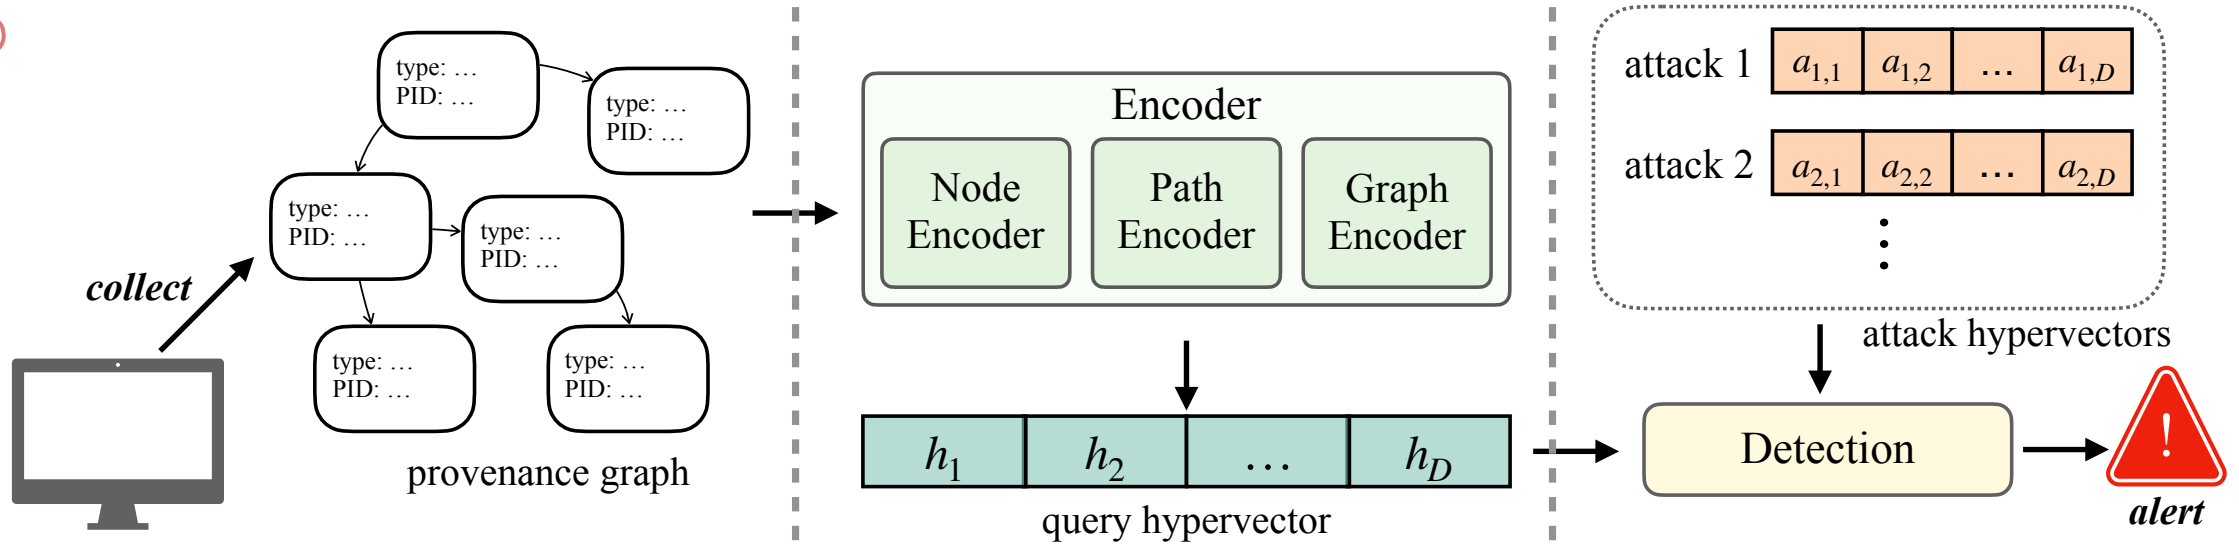 type: …
PID: …
type: …
PID: …
type: …
PID: …
type: …
PID: …
type: …
PID: …
type: …
PID: …
collect
provenance graph
Encoder
Node
Encoder
Path
Encoder
Graph
Encoder
h1 h2 … hD
query hypervector
attack 1 a1,1 a1,2 … a1,D
attack 2 a2,1 a2,2 … a2,D
⋮
attack hypervectors
Detection
!
alert